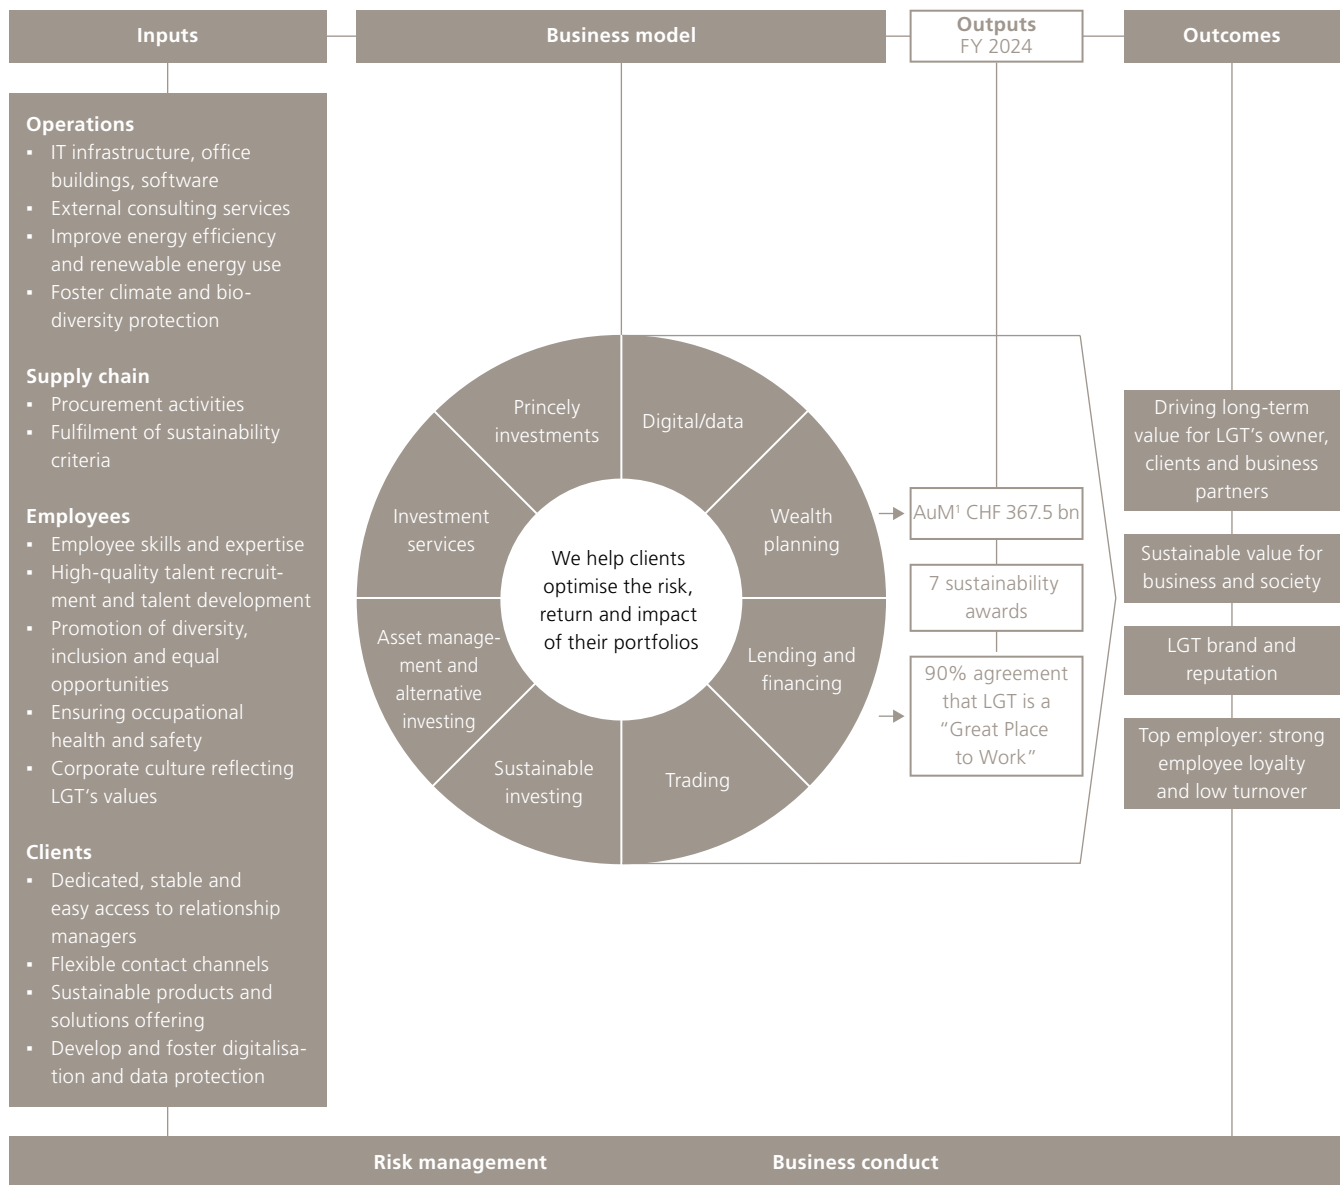 Inputs
Business model
Outputs
FY 2024
Outcomes
Operations
▪ IT infrastructure, office
buildings, software
▪ External consulting services
▪ Improve energy efficiency
and renewable energy use
▪ Foster climate and bio-
diversity protection
Supply chain
▪ Procurement activities
▪ Fulfilment of sustainability
criteria
Employees
▪ Employee skills and expertise
▪ High-quality talent recruit-
ment and talent development
▪ Promotion of diversity,
inclusion and equal
opportunities
▪ Ensuring occupational
health and safety
▪ Corporate culture reflecting
LGT‘s values
Clients
▪ Dedicated, stable and
easy access to relationship
managers
▪ Flexible contact channels
▪ Sustainable products and
solutions offering
▪ Develop and foster digitalisa-
tion and data protection
Princely
investments
Digital/data
Wealth
planning
Lending and
financing
Trading
Sustainable
investing
Asset manage-
ment and
alternative
investing
Investment
services
We help clients
optimise the risk,
return and impact
of their portfolios
AuM¹ CHF 367.5 bn
7 sustainability
awards
90% agreement
that LGT is a
“Great Place
to Work”
Driving long-term
value for LGT‘s owner,
clients and business
partners
Sustainable value for
business and society
LGT brand and
reputation
Top employer: strong
employee loyalty
and low turnover
Risk management
Business conduct